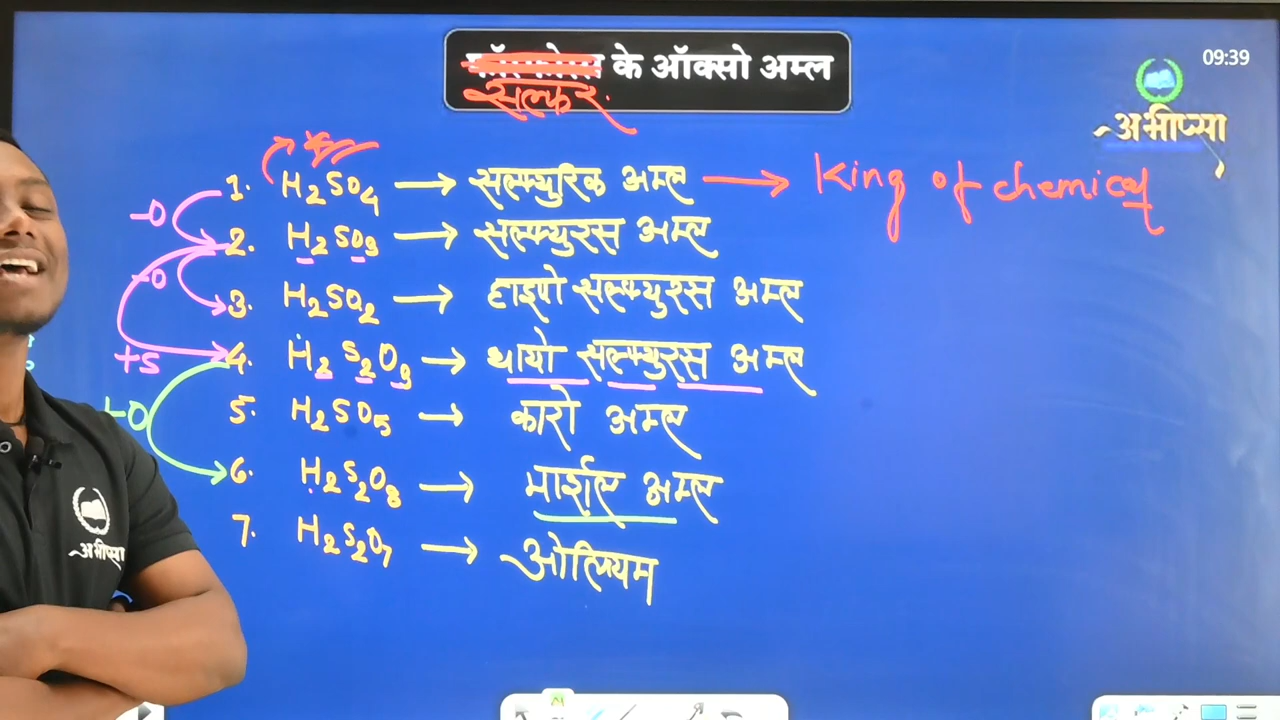 के ऑक्सो अम्ल
सल्फर
09:39
अभीप्सा
1. H2SO4 → सल्फ्युरिक अम्ल → King of chemical
-O
2. H2SO3 → सल्फ्युरस अम्ल
-O
3. H2SO2 → हाइपो सल्फ्युरस अम्ल
4. H2S2O3 → थायो सल्फ्युरस अम्ल
+S
5. H2SO5 → कारो अम्ल
6. H2S2O8 → मार्शल अम्ल
7. H2S2O7 → ओलियम
अभीप्सा